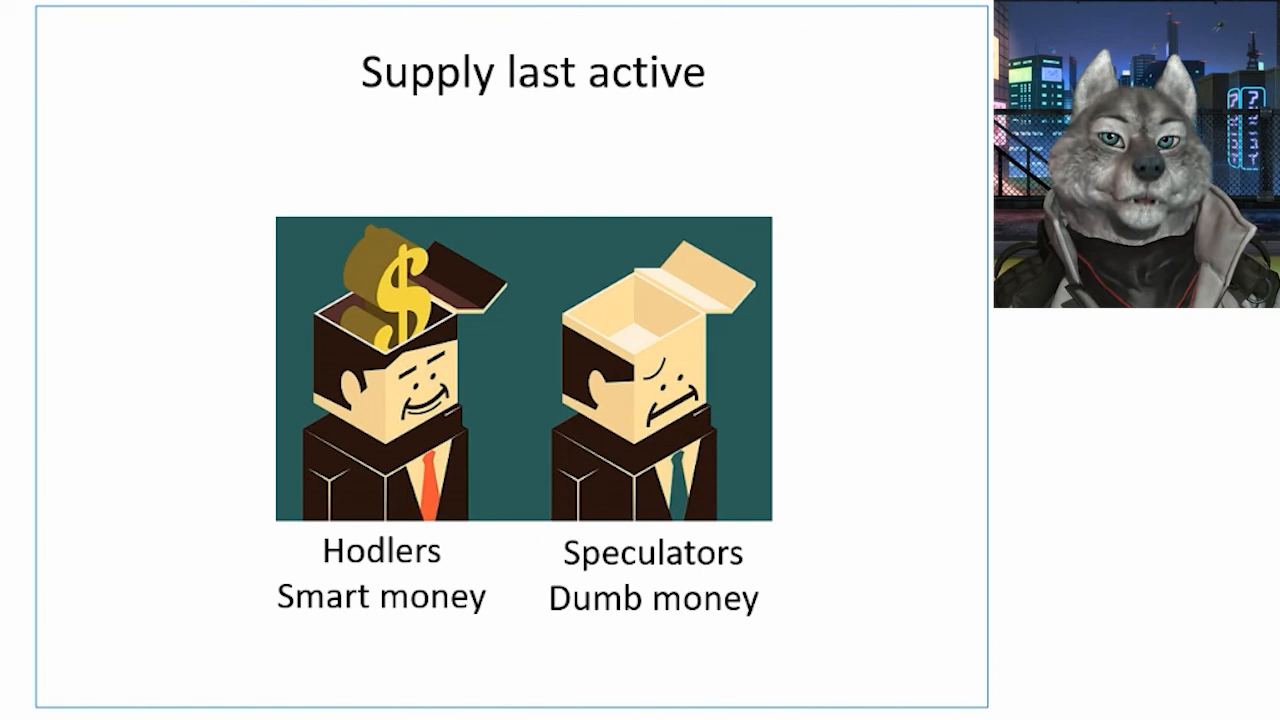 Supply last active
$
Hodlers
Smart money
Speculators
Dumb money